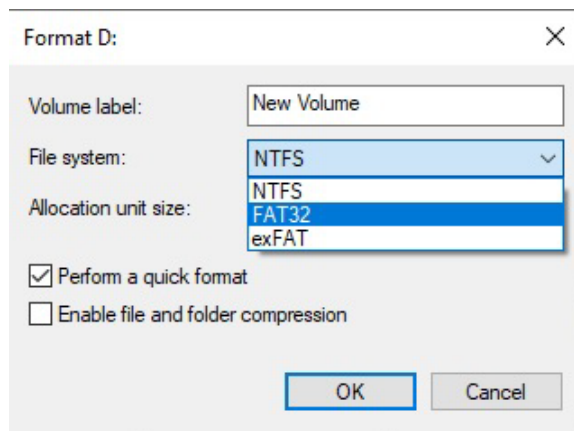 Format D:
Volume label: New Volume
File system: NTFS
NTFS
Allocation unit size: FAT32
exFAT
Perform a quick format
Enable file and folder compression
OK Cancel